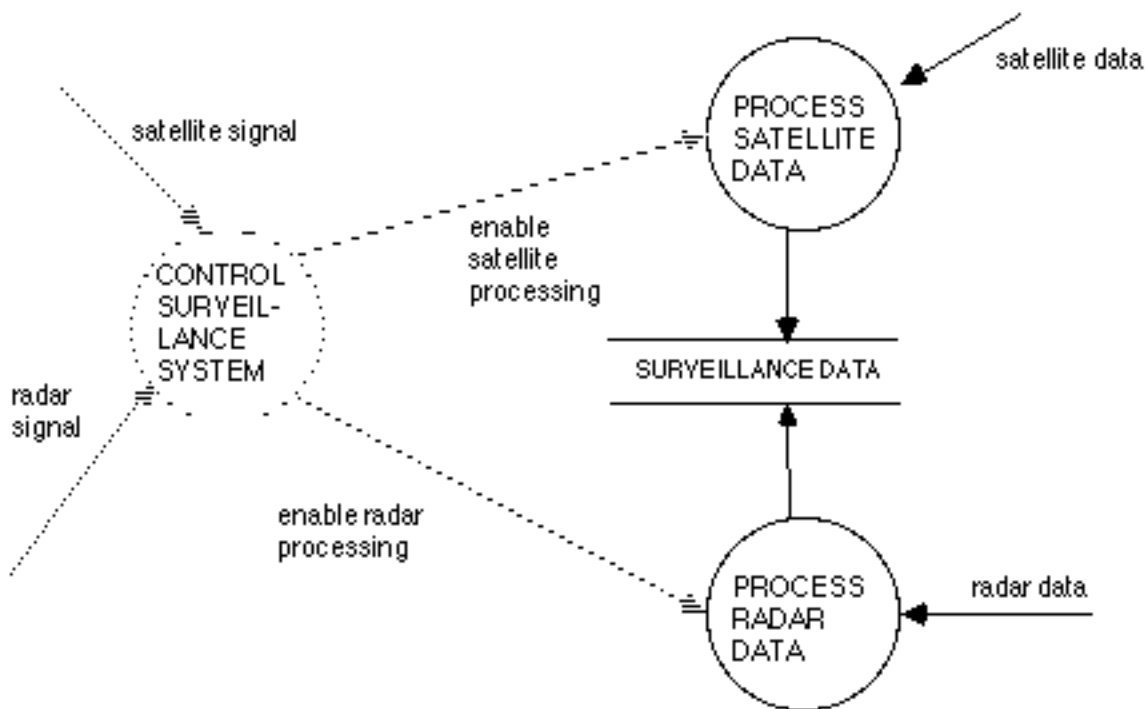 satellite data
PROCESS
SATELLITE
DATA
satellite signal
enable
satellite
processing
CONTROL
SURVEIL-
LANCE
SYSTEM
SURVEILLANCE DATA
radar
signal
enable radar
processing
PROCESS
RADAR
DATA
radar data